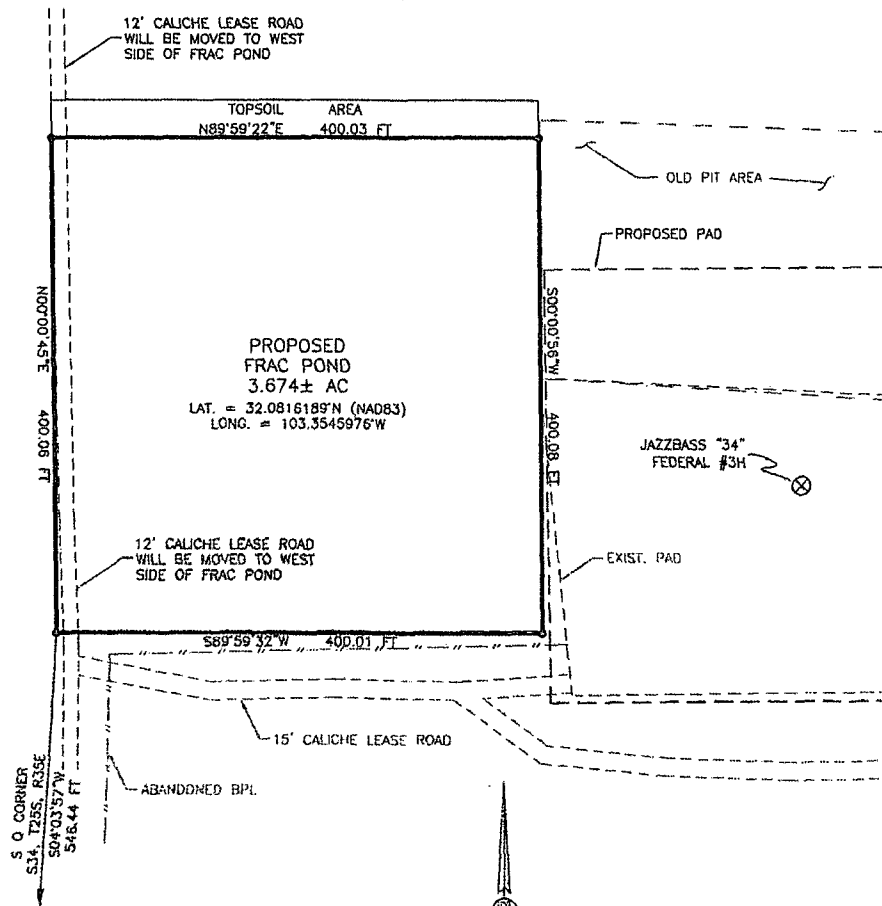 12' CALICHE LEASE ROAD
WILL BE MOVED TO WEST
SIDE OF FRAC POND
TOPSOIL AREA
N89°59'22"E 400.03 FT
OLD PIT AREA
PROPOSED PAD
N00°00'45"E 400.06 FT
S00°00'56"W 400.08 FT
PROPOSED
FRAC POND
3.674± AC
LAT. = 32.0816189°N (NAD83)
LONG. = 103.3545976°W
JAZZBASS "34"
FEDERAL #3H
12' CALICHE LEASE ROAD
WILL BE MOVED TO WEST
SIDE OF FRAC POND
EXIST. PAD
S89°59'32"W 400.01 FT
15' CALICHE LEASE ROAD
ABANDONED BPL
S Q CORNER
S34, T25S, R35E
S04°03'57"W
546.44 FT